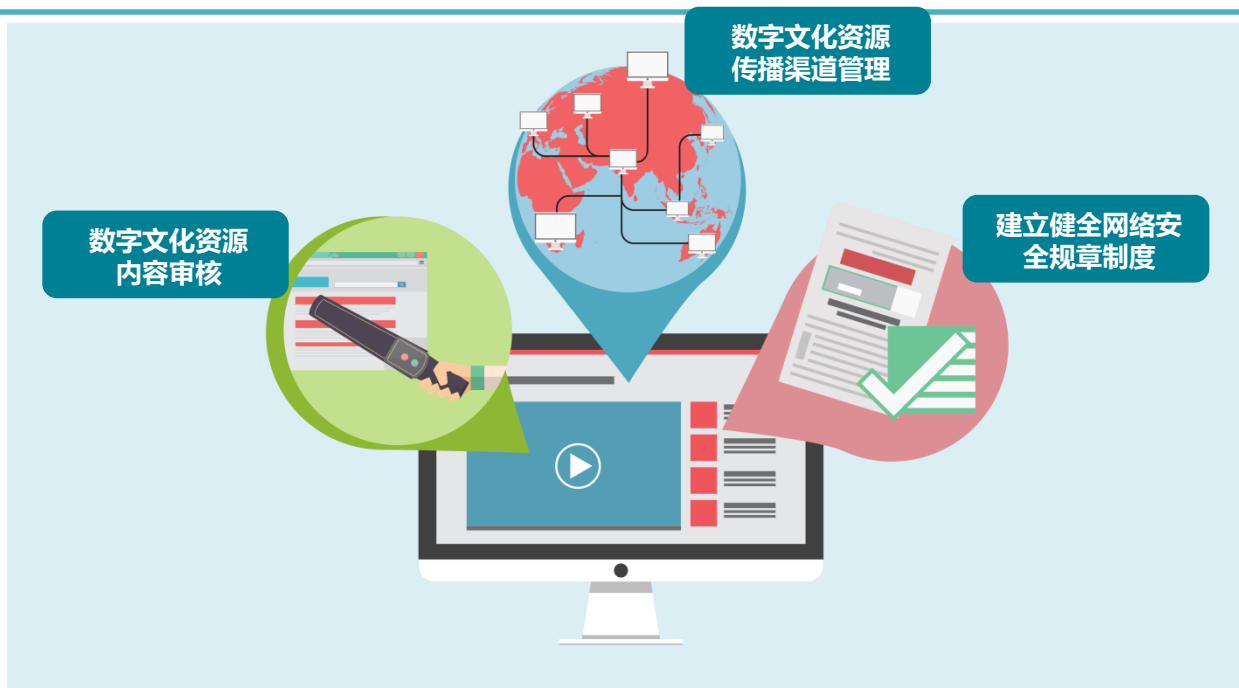 数字文化资源
传播渠道管理
数字文化资源
内容审核
建立健全网络安
全规章制度